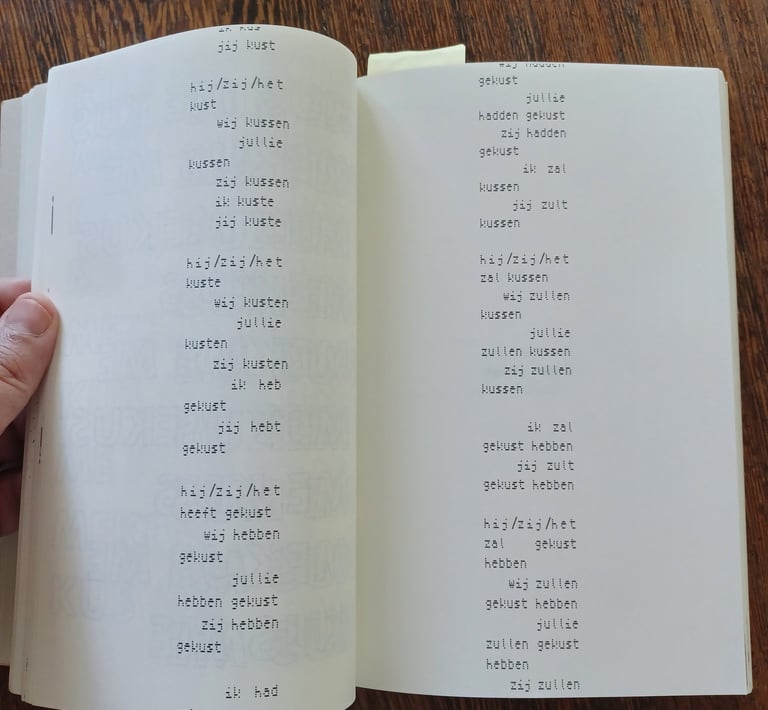 ik kus
jij kust
hij/zij/het
kust
wij kussen
jullie
kussen
zij kussen
ik kuste
jij kuste
hij/zij/het
kuste
wij kusten
jullie
kusten
zij kusten
ik heb
gekust
jij hebt
gekust
hij/zij/het
heeft gekust
wij hebben
gekust
jullie
hebben gekust
zij hebben
gekust
ik had
wij hadden
gekust
jullie
hadden gekust
zij hadden
gekust
ik zal
kussen
jij zult
kussen
hij/zij/het
zal kussen
wij zullen
kussen
jullie
zullen kussen
zij zullen
kussen
ik zal
gekust hebben
jij zult
gekust hebben
hij/zij/het
zal gekust
hebben
wij zullen
gekust hebben
jullie
zullen gekust
hebben
zij zullen